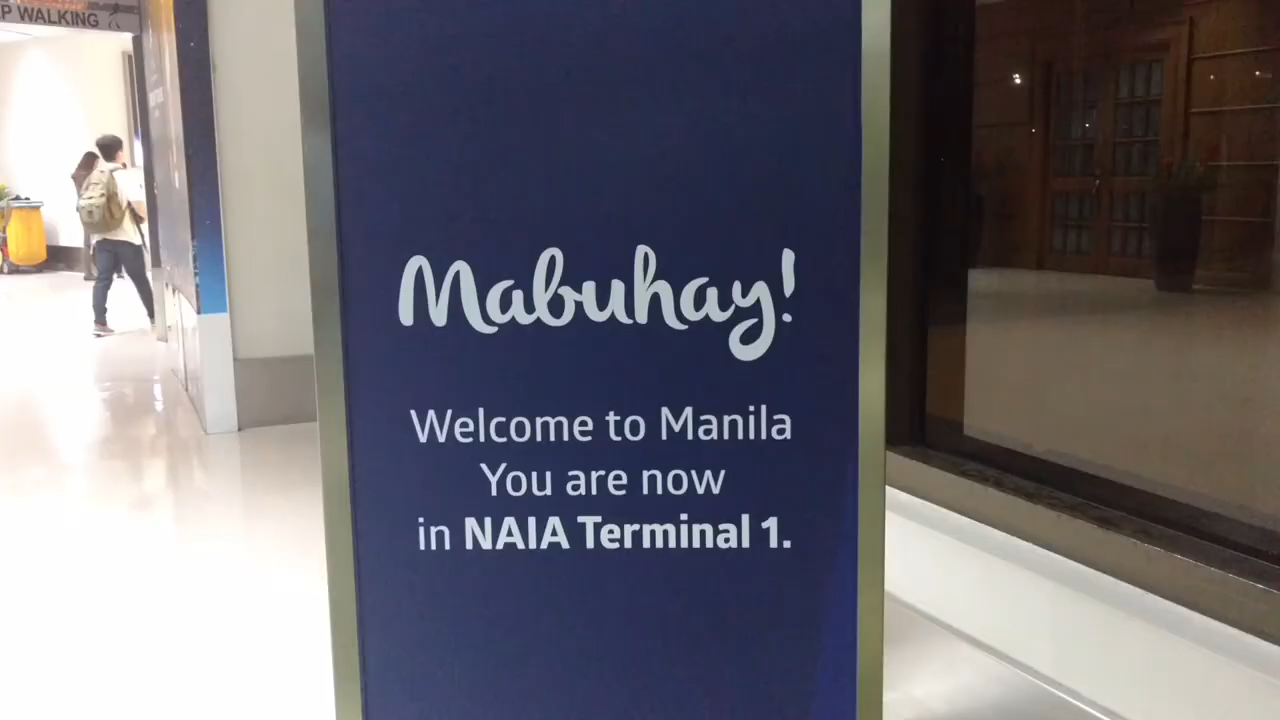 P WALKING
Mabuhay!
Welcome to Manila
You are now
in NAIA Terminal 1.